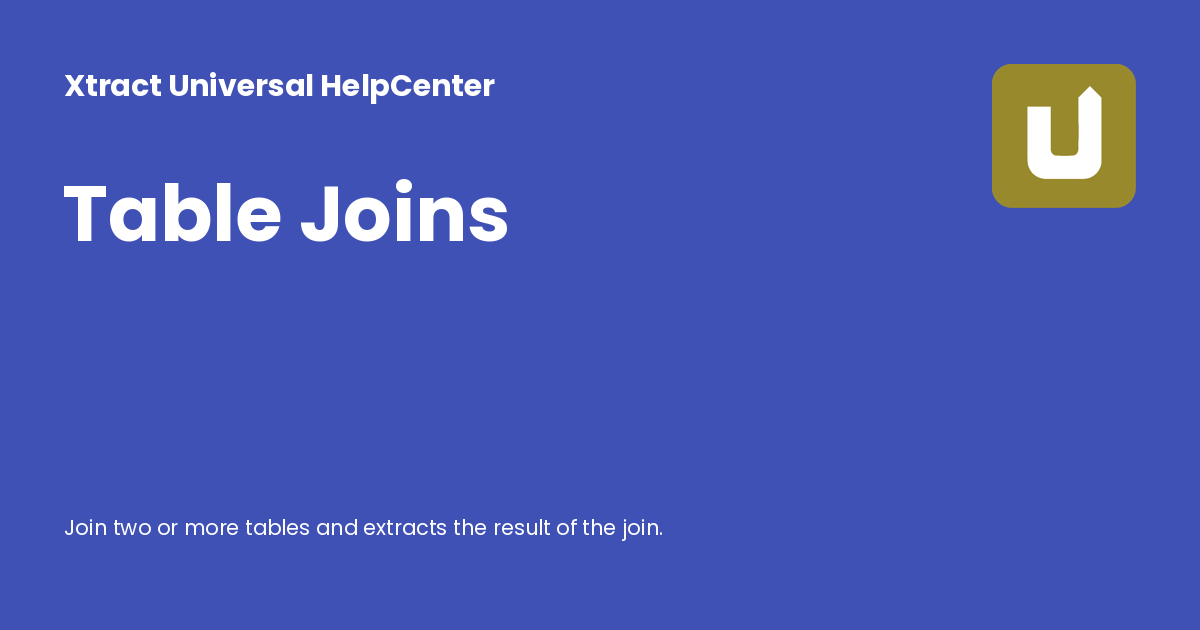 Xtract Universal HelpCenter
Table Joins
Join two or more tables and extracts the result of the join.